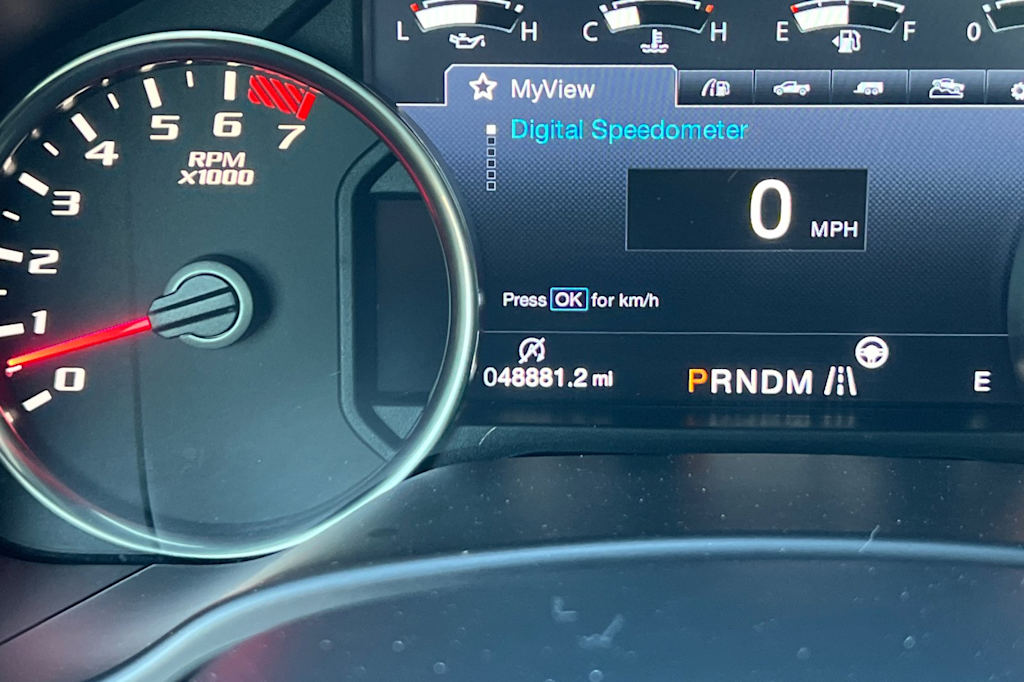 L H C H E F 0
MyView
Digital Speedometer
0 MPH
Press OK for km/h
048881.2 mi PRNDM E
0
1
2
3
4
5
6
7
RPM
X1000